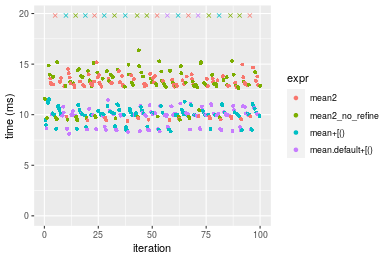 20
15
10
5
0
time (ms)
0
25
50
75
100
iteration
expr
mean2
mean2_no_refine
mean+[()
mean.default+[()